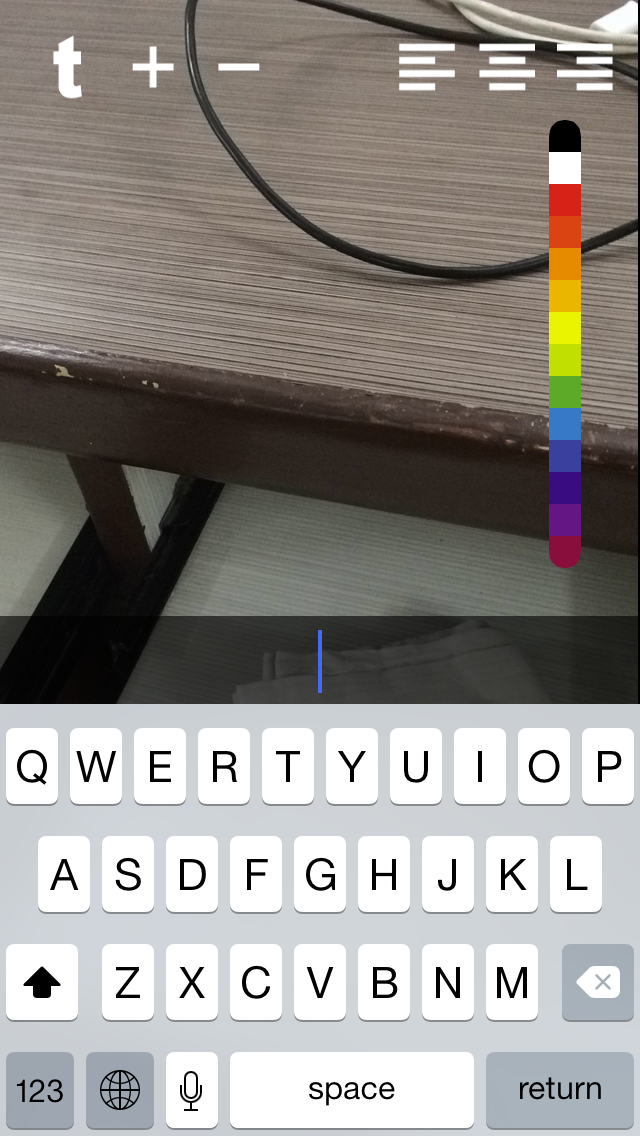 t + −
Q W E R T Y U I O P
A S D F G H J K L
Z X C V B N M
123 space return